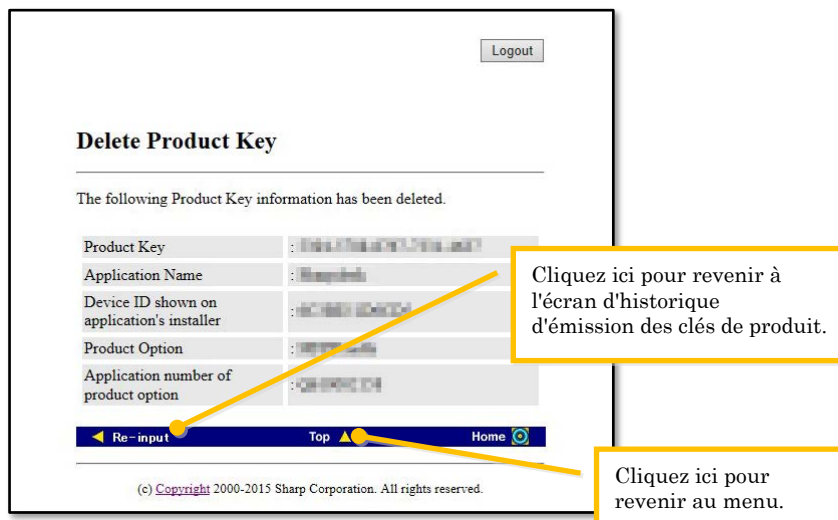 Logout
Delete Product Key
The following Product Key information has been deleted.
Product Key :
Application Name :
Device ID shown on
application's installer :
Product Option :
Application number of
product option :
Cliquez ici pour revenir à
l'écran d'historique
d'émission des clés de produit.
Re-input Top Home
Cliquez ici pour
revenir au menu.
(c) Copyright 2000-2015 Sharp Corporation. All rights reserved.